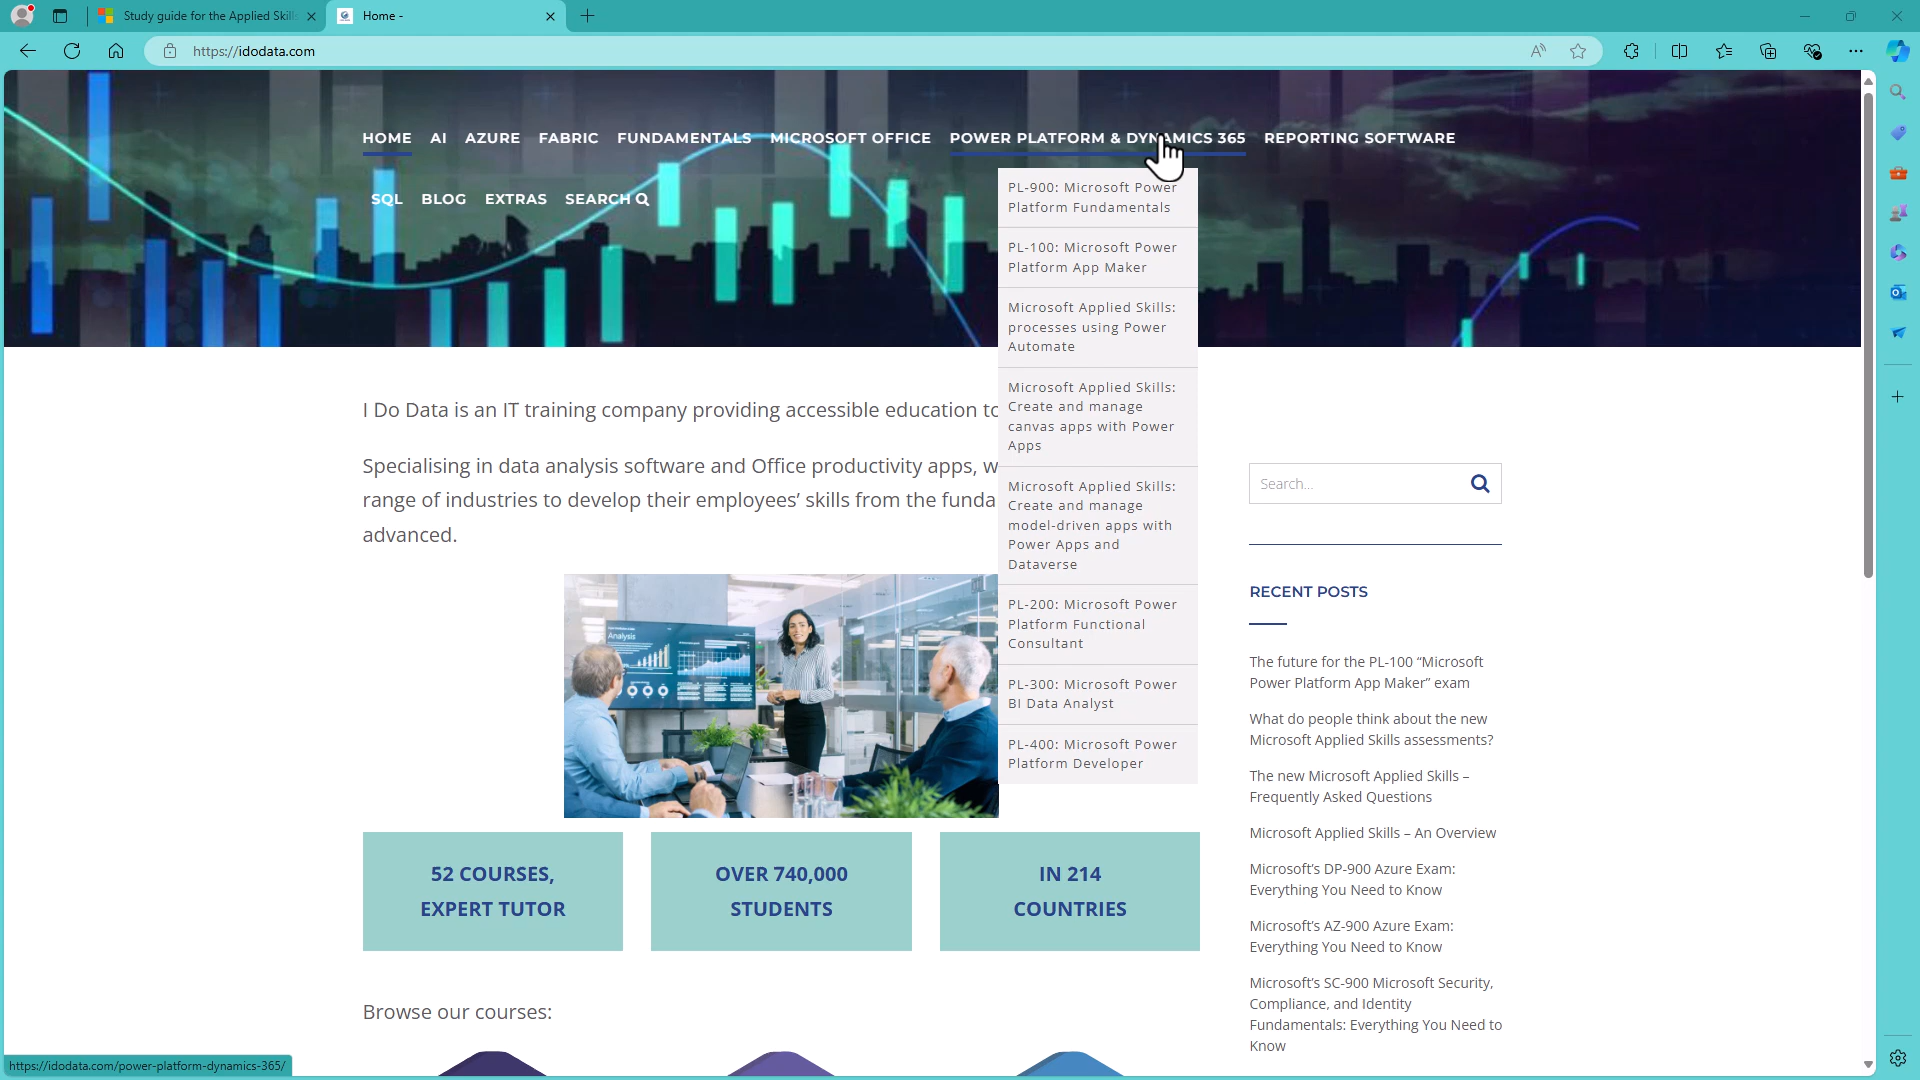 Study guide for the Applied Skills
Home -
https://idodata.com
HOME AI AZURE FABRIC FUNDAMENTALS MICROSOFT OFFICE POWER PLATFORM & DYNAMICS 365 REPORTING SOFTWARE
SQL BLOG EXTRAS SEARCH
PL-900: Microsoft Power
Platform Fundamentals
PL-100: Microsoft Power
Platform App Maker
Microsoft Applied Skills:
processes using Power
Automate
Microsoft Applied Skills:
Create and manage
canvas apps with Power
Apps
Microsoft Applied Skills:
Create and manage
model-driven apps with
Power Apps and
Dataverse
PL-200: Microsoft Power
Platform Functional
Consultant
PL-300: Microsoft Power
BI Data Analyst
PL-400: Microsoft Power
Platform Developer
I Do Data is an IT training company providing accessible education to
Specialising in data analysis software and Office productivity apps, w
range of industries to develop their employees’ skills from the funda
advanced.
Analysis
52 COURSES,
EXPERT TUTOR
OVER 740,000
STUDENTS
IN 214
COUNTRIES
Browse our courses:
Search...
RECENT POSTS
The future for the PL-100 “Microsoft
Power Platform App Maker” exam
What do people think about the new
Microsoft Applied Skills assessments?
The new Microsoft Applied Skills –
Frequently Asked Questions
Microsoft Applied Skills – An Overview
Microsoft’s DP-900 Azure Exam:
Everything You Need to Know
Microsoft’s AZ-900 Azure Exam:
Everything You Need to Know
Microsoft’s SC-900 Microsoft Security,
Compliance, and Identity
Fundamentals: Everything You Need to
Know
https://idodata.com/power-platform-dynamics-365/